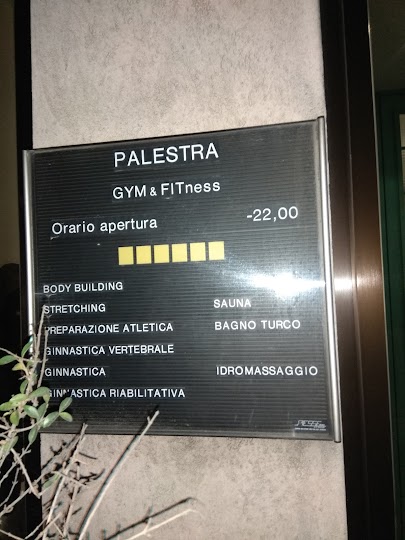 PALESTRA
GYM & FITness
Orario apertura -22,00
BODY BUILDING
STRETCHING SAUNA
PREPARAZIONE ATLETICA BAGNO TURCO
GINNASTICA VERTEBRALE
GINNASTICA IDROMASSAGGIO
GINNASTICA RIABILITATIVA